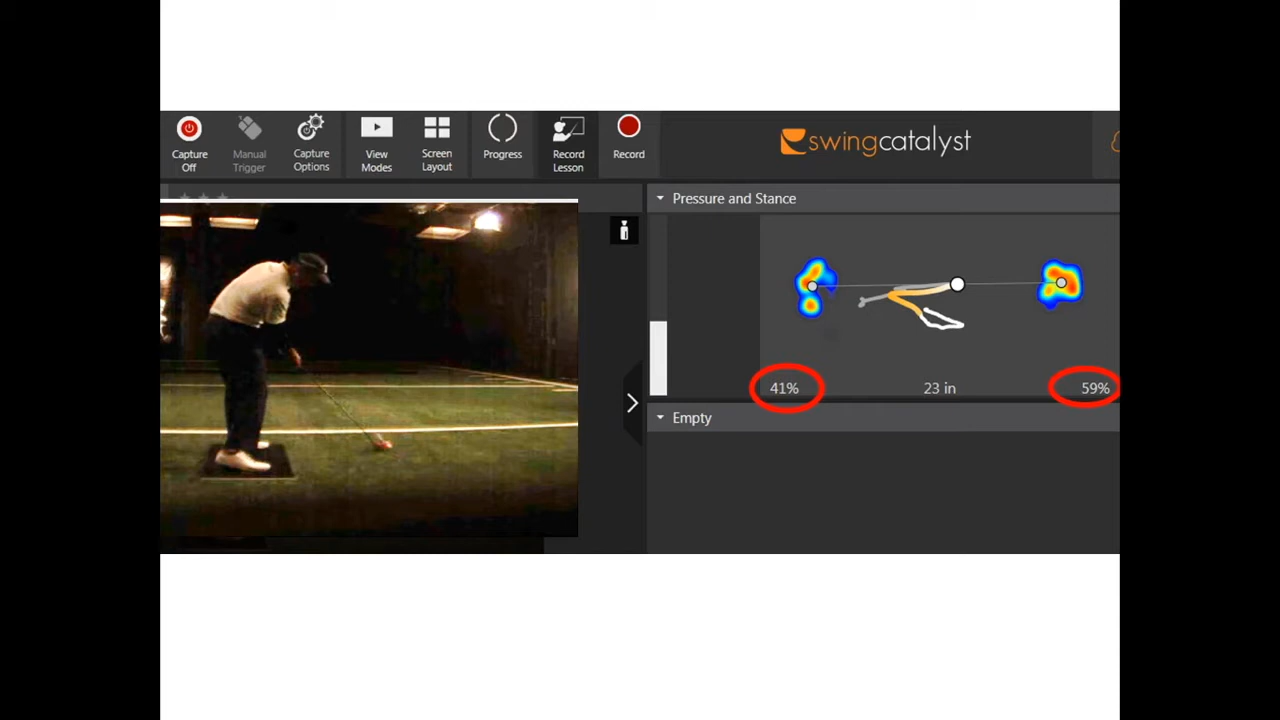 swingcatalyst
Capture Off
Manual Trigger
Capture Options
View Modes
Screen Layout
Progress
Record Lesson
Record
Pressure and Stance
41%
23 in
59%
Empty